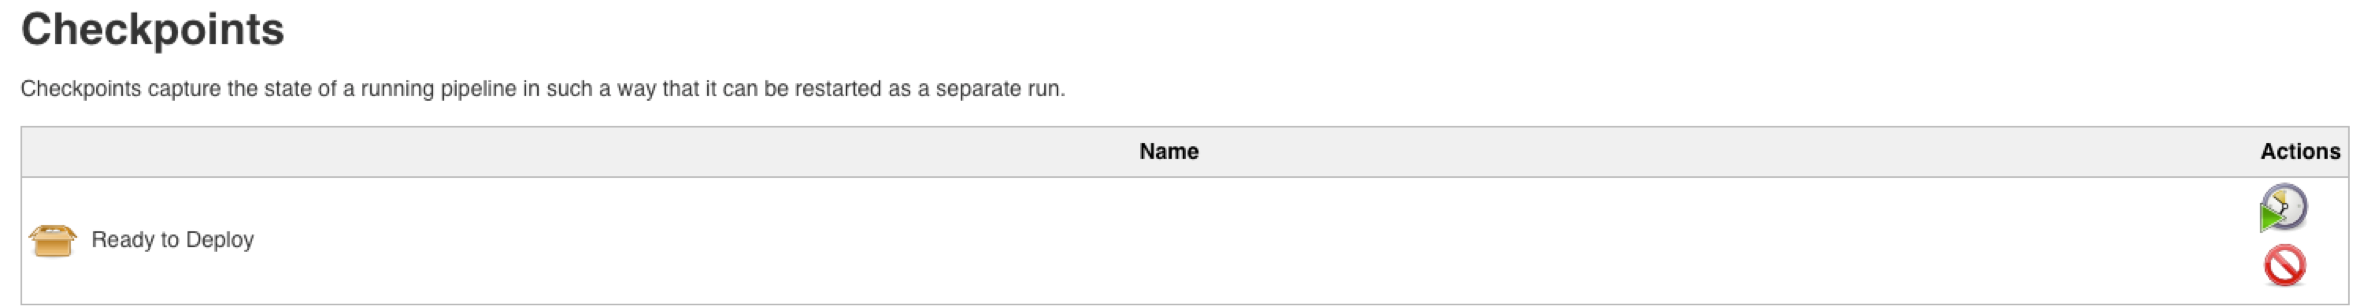 Checkpoints
Checkpoints capture the state of a running pipeline in such a way that it can be restarted as a separate run.
Name Actions
Ready to Deploy